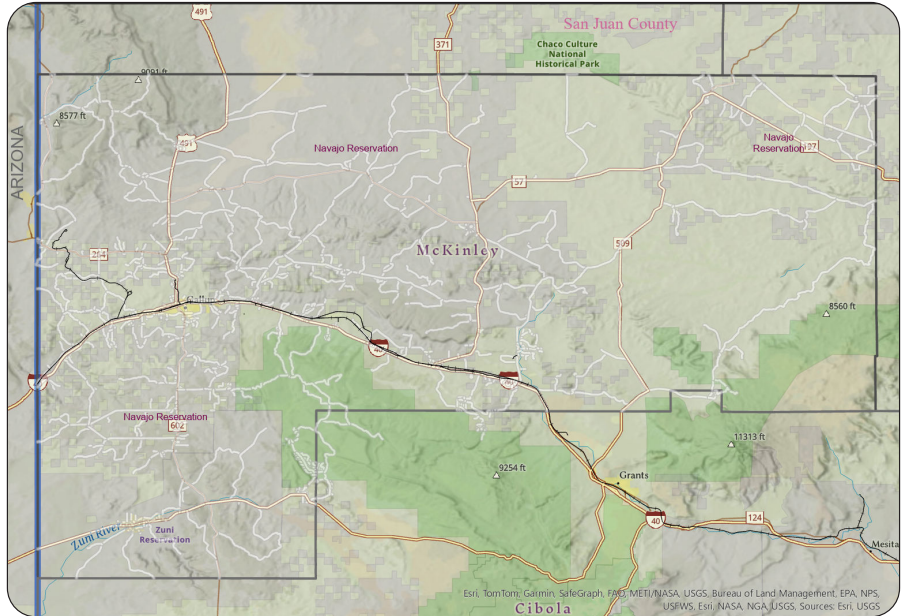 491
San Juan County
371
Chaco Culture
National
Historical Park
9091 ft
8577 ft
ARIZONA
491
Navajo Reservation
Navajo
Reservation
197
57
McKinley
509
264
Gallup
8560 ft
40
40
Navajo Reservation
602
11313 ft
9254 ft
Grants
40
124
Zuni River
Zuni
Reservation
Mesita
Esri, TomTom, Garmin, SafeGraph, FAO, METI/NASA, USGS, Bureau of Land Management, EPA, NPS,
USFWS, Esri, NASA, NGA, USGS, Sources: Esri, USGS
Cibola